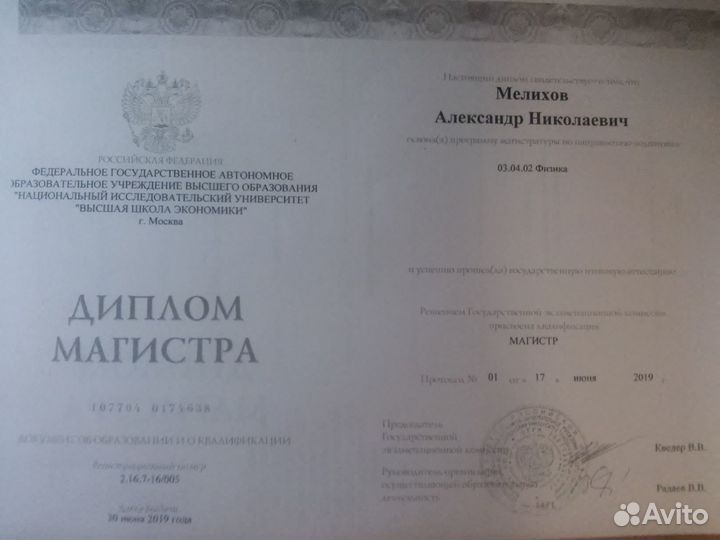 РОССИЙСКАЯ ФЕДЕРАЦИЯ
ФЕДЕРАЛЬНОЕ ГОСУДАРСТВЕННОЕ АВТОНОМНОЕ
ОБРАЗОВАТЕЛЬНОЕ УЧРЕЖДЕНИЕ ВЫСШЕГО ОБРАЗОВАНИЯ
"НАЦИОНАЛЬНЫЙ ИССЛЕДОВАТЕЛЬСКИЙ УНИВЕРСИТЕТ
"ВЫСШАЯ ШКОЛА ЭКОНОМИКИ"
г. Москва
ДИПЛОМ
МАГИСТРА
107704 0174638
ДОКУМЕНТ ОБ ОБРАЗОВАНИИ И О КВАЛИФИКАЦИИ
Регистрационный номер
2.16.7-16/005
Дата выдачи
30 июня 2019 года
Настоящий диплом свидетельствует о том, что
Мелихов
Александр Николаевич
освоил(а) программу магистратуры по направлению подготовки
03.04.02 Физика
и успешно прошел(ла) государственную итоговую аттестацию
Решением Государственной экзаменационной комиссии
присвоена квалификация
МАГИСТР
Протокол № 01 от « 17 » июня 2019 г.
Председатель
Государственной
экзаменационной комиссии
Кведер В.В.
Руководитель организации,
осуществляющей образовательную
деятельность
Радаев В.В.
Avito